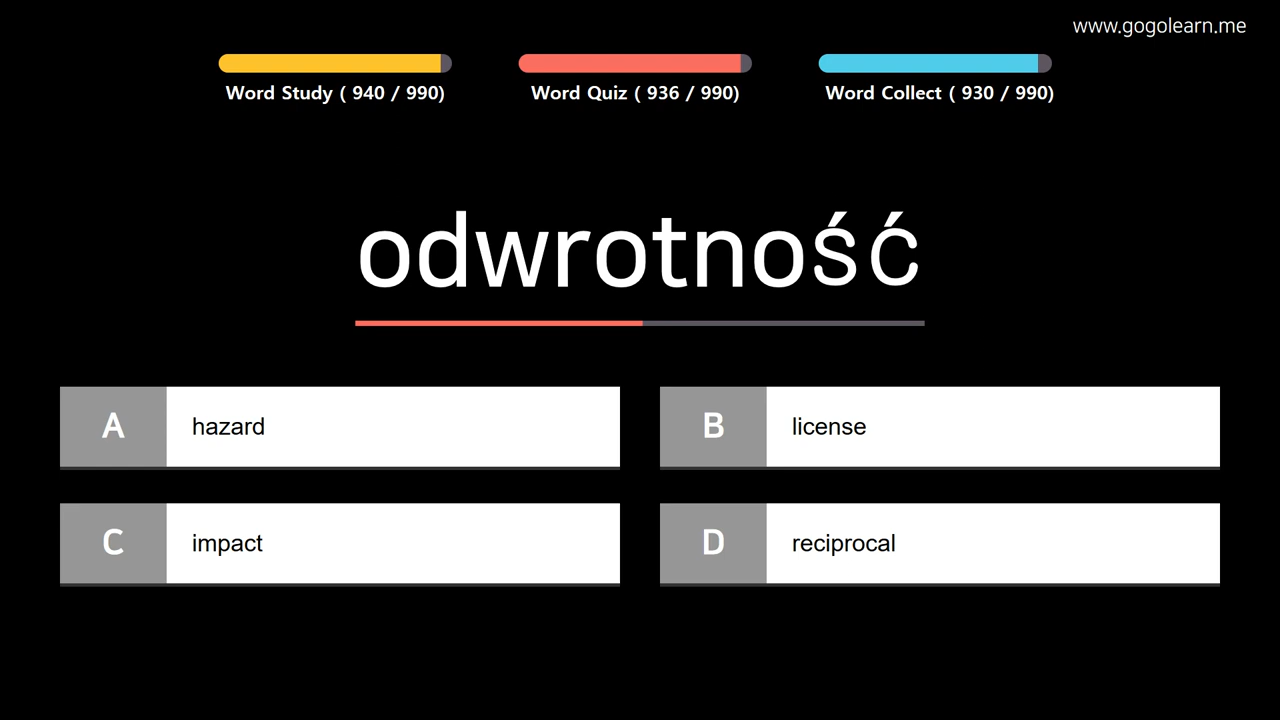 www.gogolearn.me
Word Study ( 940 / 990)
Word Quiz ( 936 / 990)
Word Collect ( 930 / 990)
odwrotność
A hazard
B license
C impact
D reciprocal